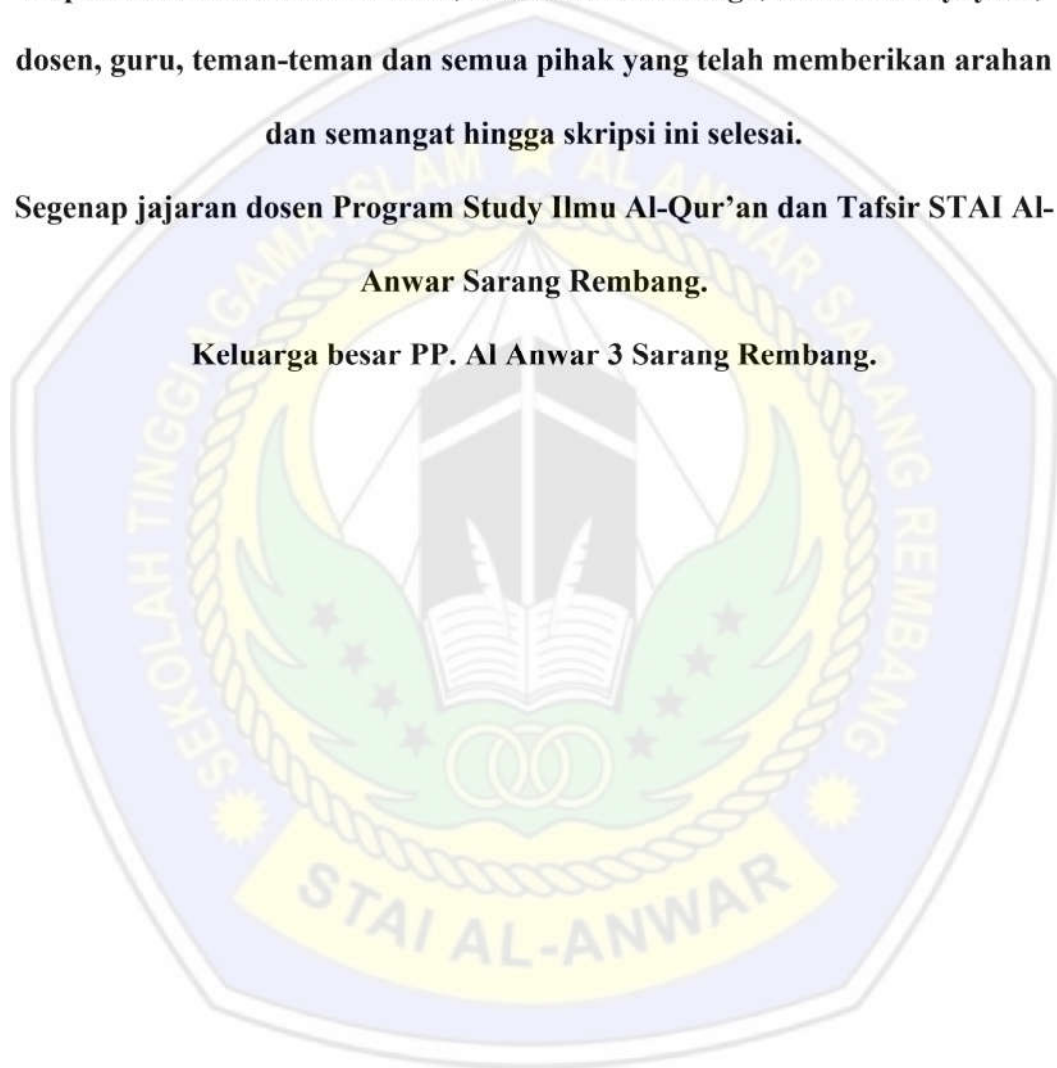 dosen, guru, teman-teman dan semua pihak yang telah memberikan arahan
dan semangat hingga skripsi ini selesai.
Segenap jajaran dosen Program Study Ilmu Al-Qur’an dan Tafsir STAI Al-
Anwar Sarang Rembang.
Keluarga besar PP. Al Anwar 3 Sarang Rembang.
SEKOLAH TINGGI AGAMA ISLAM AL ANWAR SARANG REMBANG
STAI AL-ANWAR